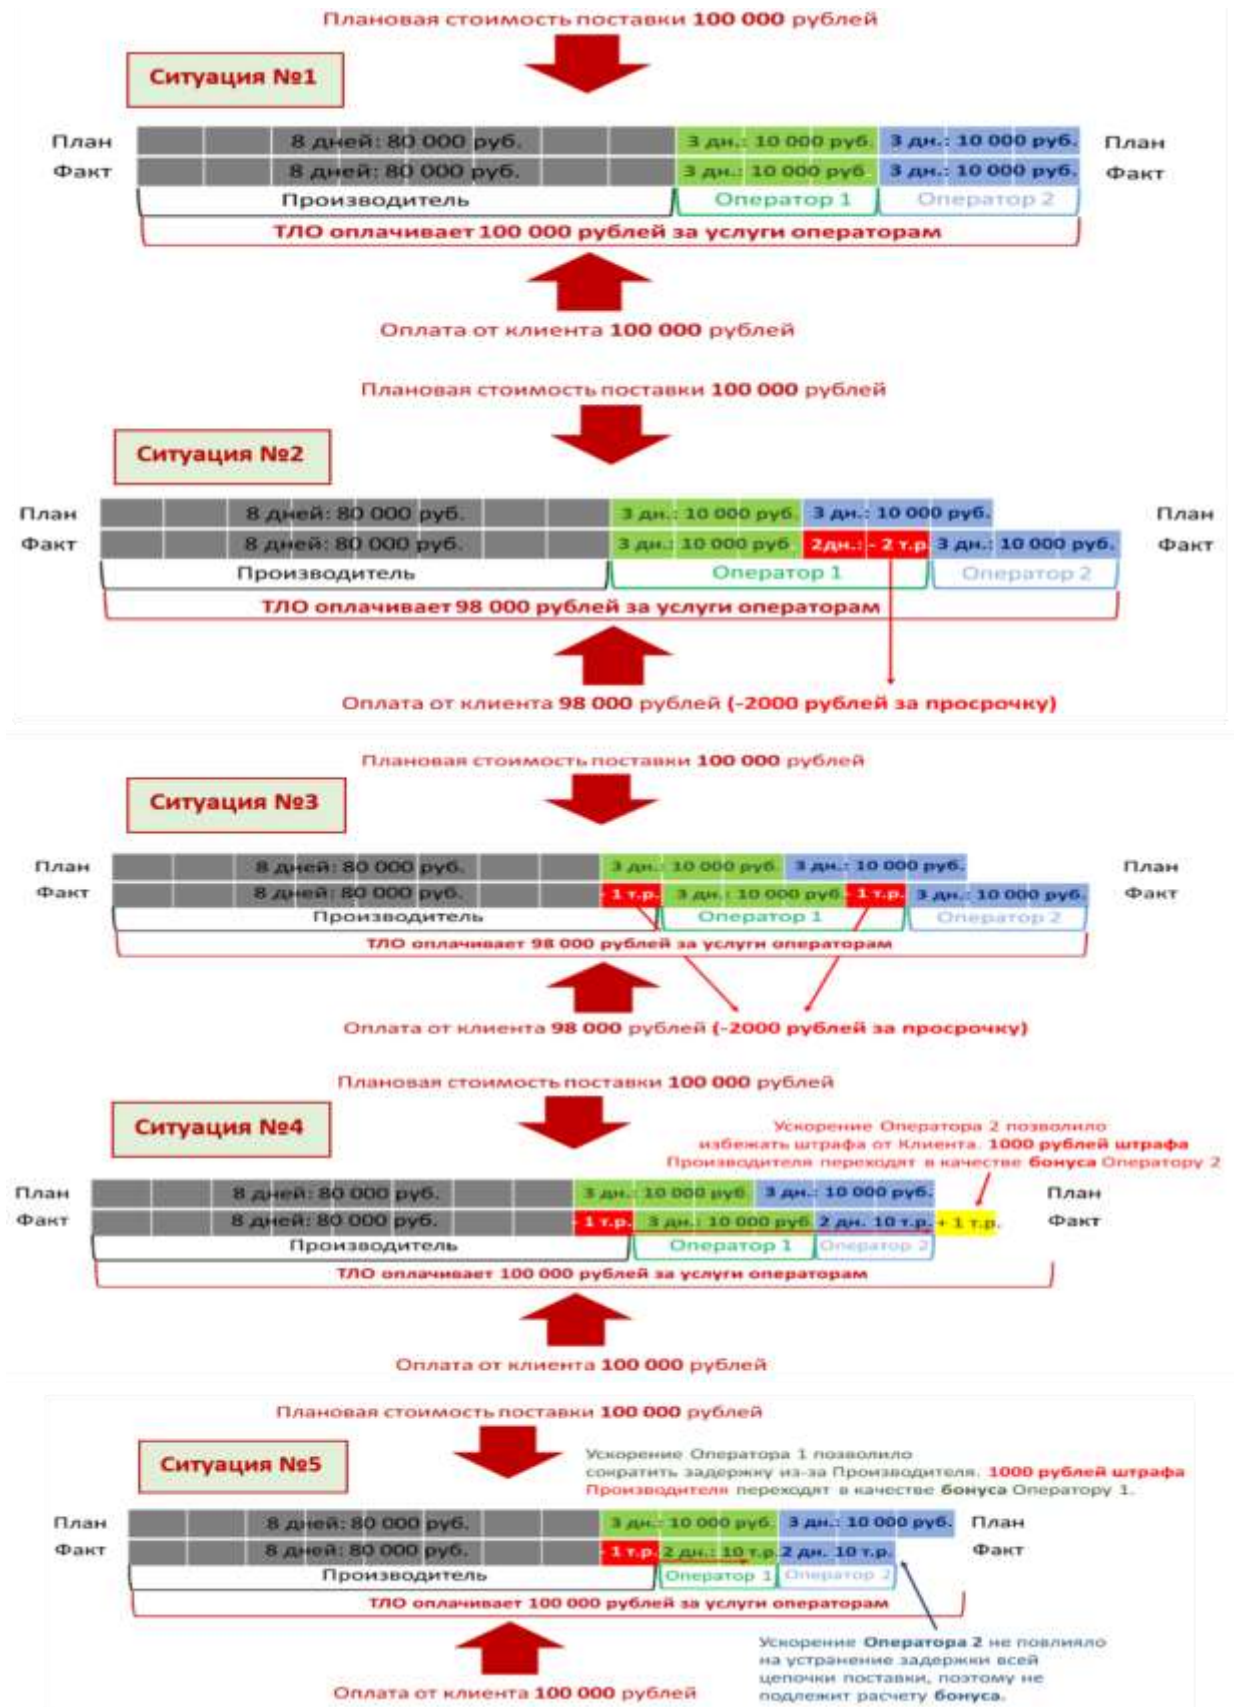 Плановая стоимость поставки 100 000 рублей
Ситуация №1
План 8 дней: 80 000 руб. 3 дн.: 10 000 руб. 3 дн.: 10 000 руб. План
Факт 8 дней: 80 000 руб. 3 дн.: 10 000 руб. 3 дн.: 10 000 руб. Факт
Производитель Оператор 1 Оператор 2
ТЛО оплачивает 100 000 рублей за услуги операторам
Оплата от клиента 100 000 рублей
Плановая стоимость поставки 100 000 рублей
Ситуация №2
План 8 дней: 80 000 руб. 3 дн.: 10 000 руб. 3 дн.: 10 000 руб. План
Факт 8 дней: 80 000 руб. 3 дн.: 10 000 руб. 2дн.: - 2 т.р. 3 дн.: 10 000 руб. Факт
Производитель Оператор 1 Оператор 2
ТЛО оплачивает 98 000 рублей за услуги операторам
Оплата от клиента 98 000 рублей (-2000 рублей за просрочку)
Плановая стоимость поставки 100 000 рублей
Ситуация №3
План 8 дней: 80 000 руб. 3 дн.: 10 000 руб. 3 дн.: 10 000 руб. План
Факт 8 дней: 80 000 руб. - 1 т.р. 3 дн.: 10 000 руб. - 1 т.р. 3 дн.: 10 000 руб. Факт
Производитель Оператор 1 Оператор 2
ТЛО оплачивает 98 000 рублей за услуги операторам
Оплата от клиента 98 000 рублей (-2000 рублей за просрочку)
Плановая стоимость поставки 100 000 рублей
Ситуация №4
Ускорение Оператора 2 позволило
избежать штрафа от Клиента. 1000 рублей штрафа
Производителя переходят в качестве бонуса Оператору 2
План 8 дней: 80 000 руб. 3 дн.: 10 000 руб. 3 дн.: 10 000 руб. План
Факт 8 дней: 80 000 руб. - 1 т.р. 3 дн.: 10 000 руб. 2 дн. 10 т.р. + 1 т.р. Факт
Производитель Оператор 1 Оператор 2
ТЛО оплачивает 100 000 рублей за услуги операторам
Оплата от клиента 100 000 рублей
Плановая стоимость поставки 100 000 рублей
Ситуация №5
Ускорение Оператора 1 позволило
сократить задержку из-за Производителя. 1000 рублей штрафа
Производителя переходят в качестве бонуса Оператору 1.
План 8 дней: 80 000 руб. 3 дн.: 10 000 руб. 3 дн.: 10 000 руб. План
Факт 8 дней: 80 000 руб. - 1 т.р. 2 дн.: 10 т.р. 2 дн. 10 т.р. Факт
Производитель Оператор 1 Оператор 2
ТЛО оплачивает 100 000 рублей за услуги операторам
Ускорение Оператора 2 не повлияло
на устранение задержки всей
цепочки поставки, поэтому не
подлежит расчету бонуса.
Оплата от клиента 100 000 рублей